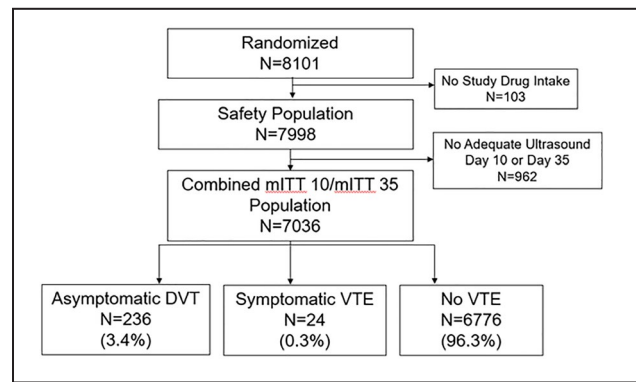 Randomized
N=8101
No Study Drug Intake
N=103
Safety Population
N=7998
No Adequate Ultrasound
Day 10 or Day 35
N=962
Combined mITT 10/mITT 35
Population
N=7036
Asymptomatic DVT
N=236
(3.4%)
Symptomatic VTE
N=24
(0.3%)
No VTE
N=6776
(96.3%)